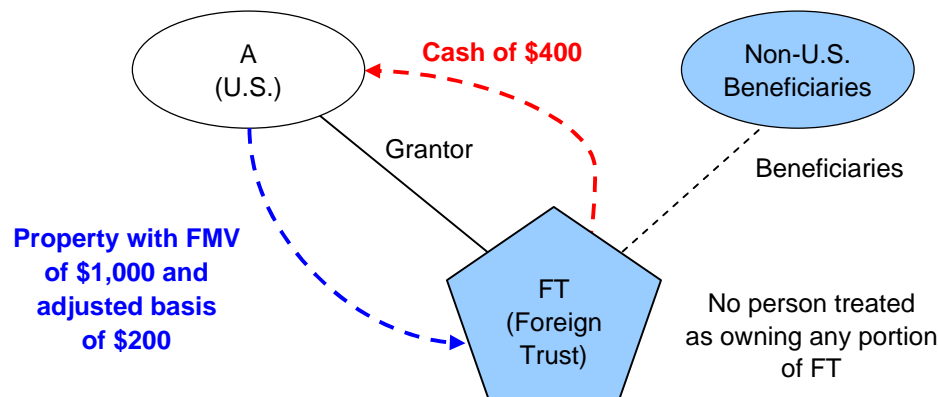 A
(U.S.)
Cash of $400
Non-U.S.
Beneficiaries
Grantor
Beneficiaries
Property with FMV
of $1,000 and
adjusted basis
of $200
FT
(Foreign
Trust)
No person treated
as owning any portion
of FT